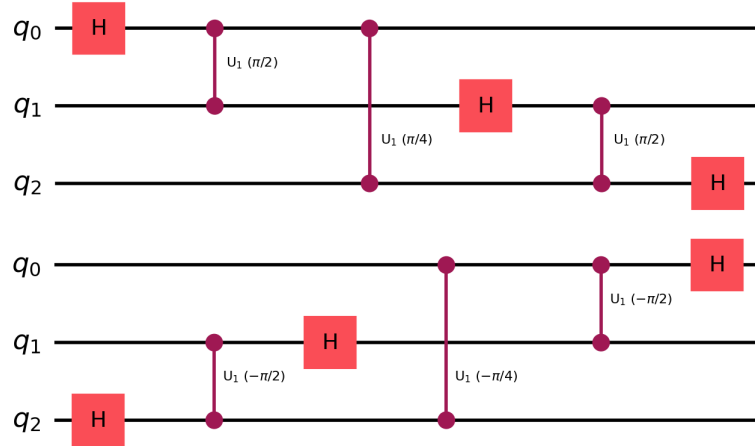 q0 H
U1 (π/2)
q1 H
U1 (π/4) U1 (π/2)
q2 H
q0 H
U1 (−π/2)
q1 H
U1 (−π/2) U1 (−π/4)
q2 H